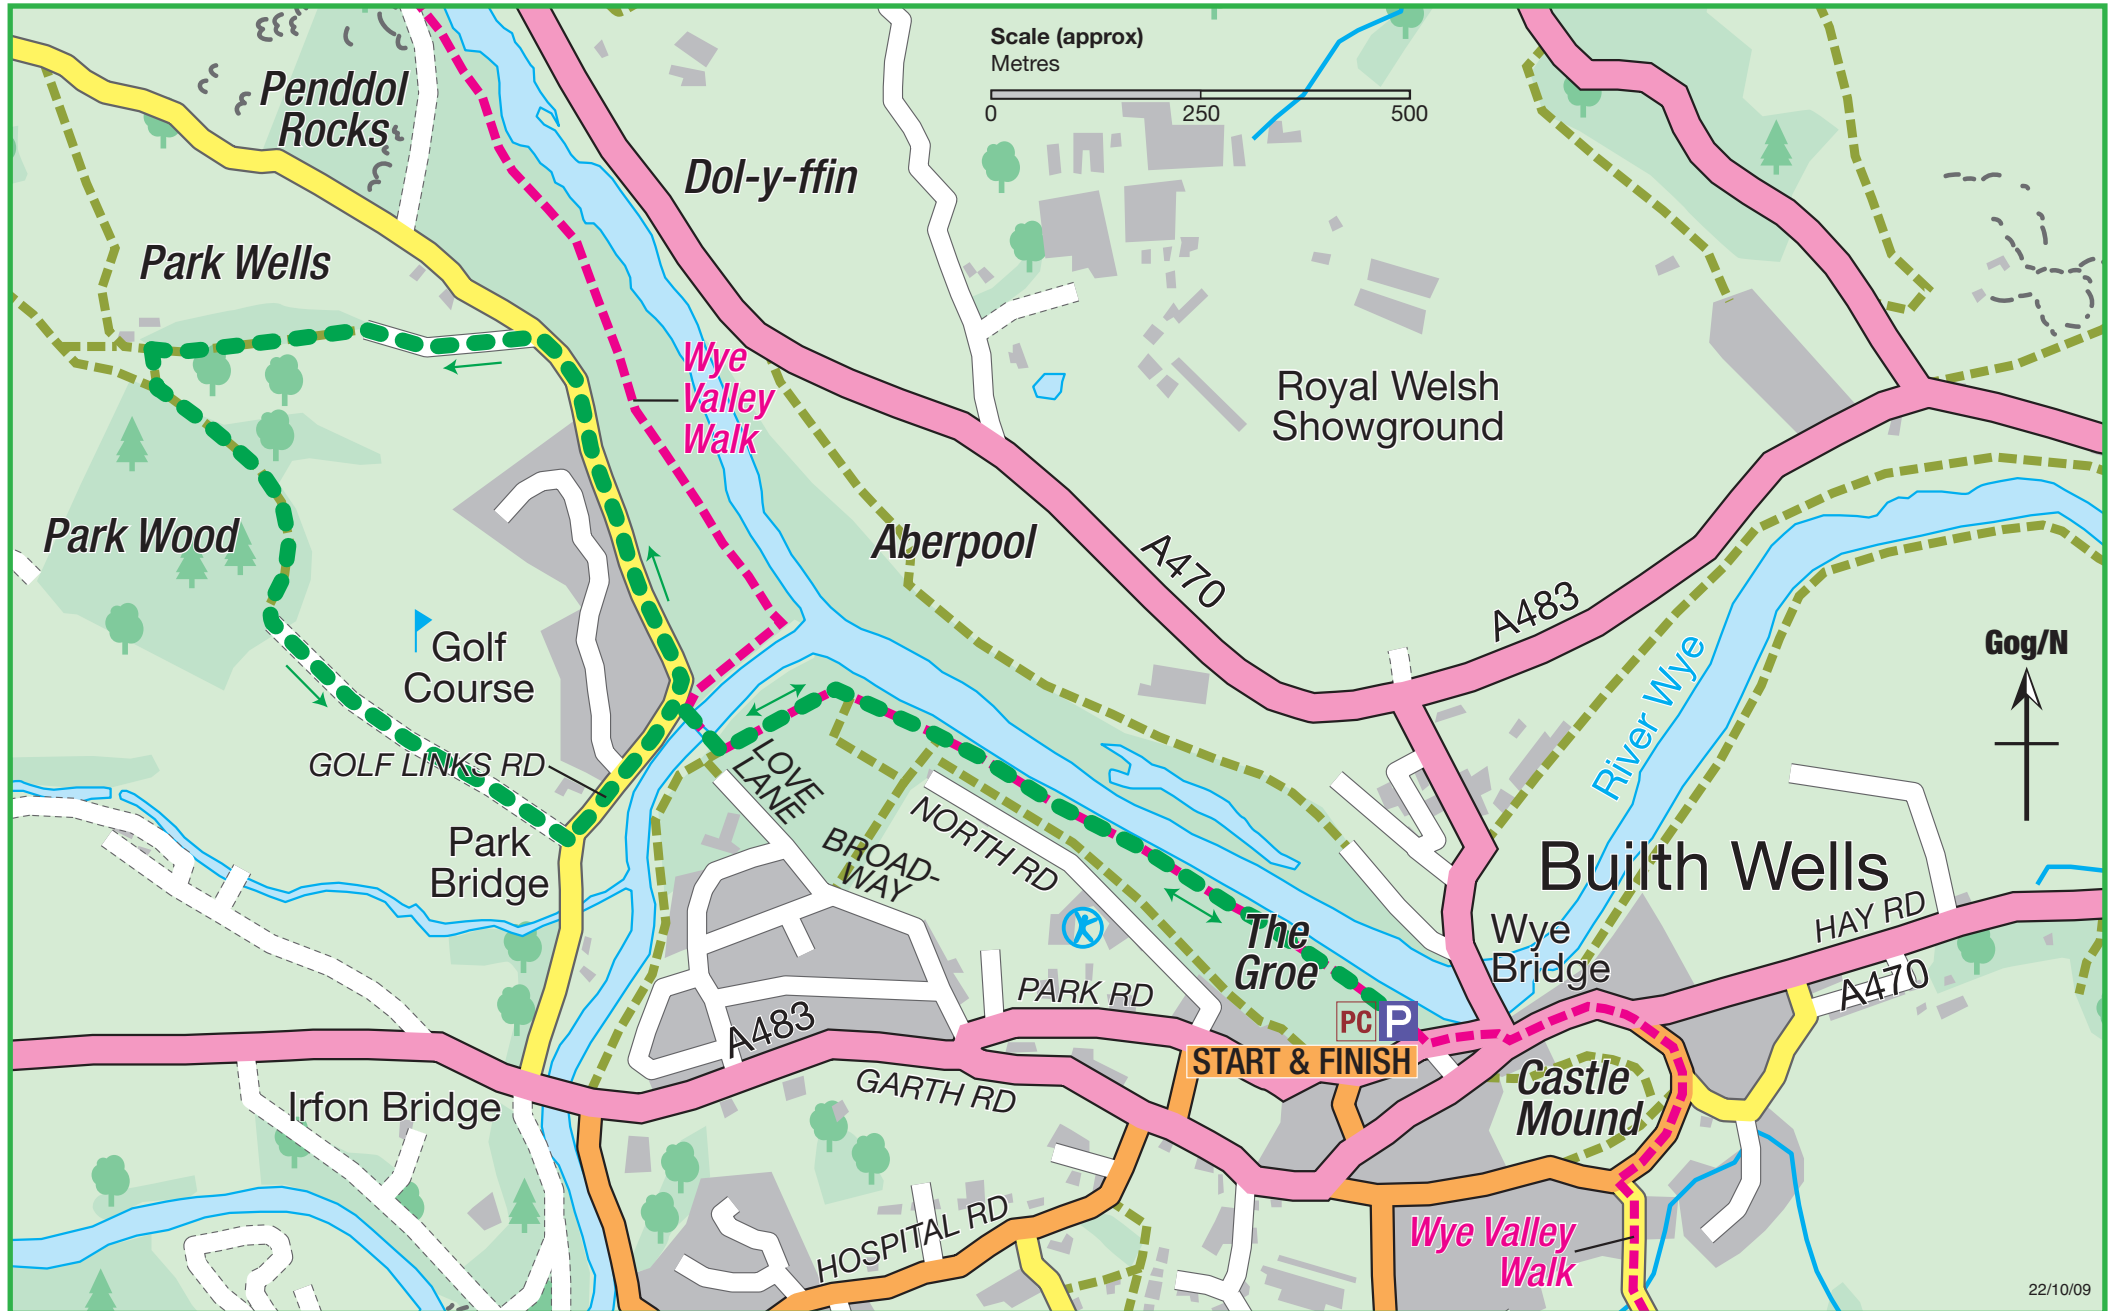 Scale (approx)
Metres
0 250 500
Penddol
Rocks
Dol-y-ffin
Park Wells
Wye
Valley
Walk
Royal Welsh
Showground
Park Wood
Aberpool
A470
A483
Golf
Course
River Wye
Gog/N
GOLF LINKS RD
LOVE
LANE
NORTH RD
BROAD-
WAY
Park
Bridge
Builth Wells
HAY RD
The
Groe
Wye
Bridge
A470
PARK RD
PC P
START & FINISH
A483
GARTH RD
Irfon Bridge
Castle
Mound
HOSPITAL RD
Wye Valley
Walk
22/10/09